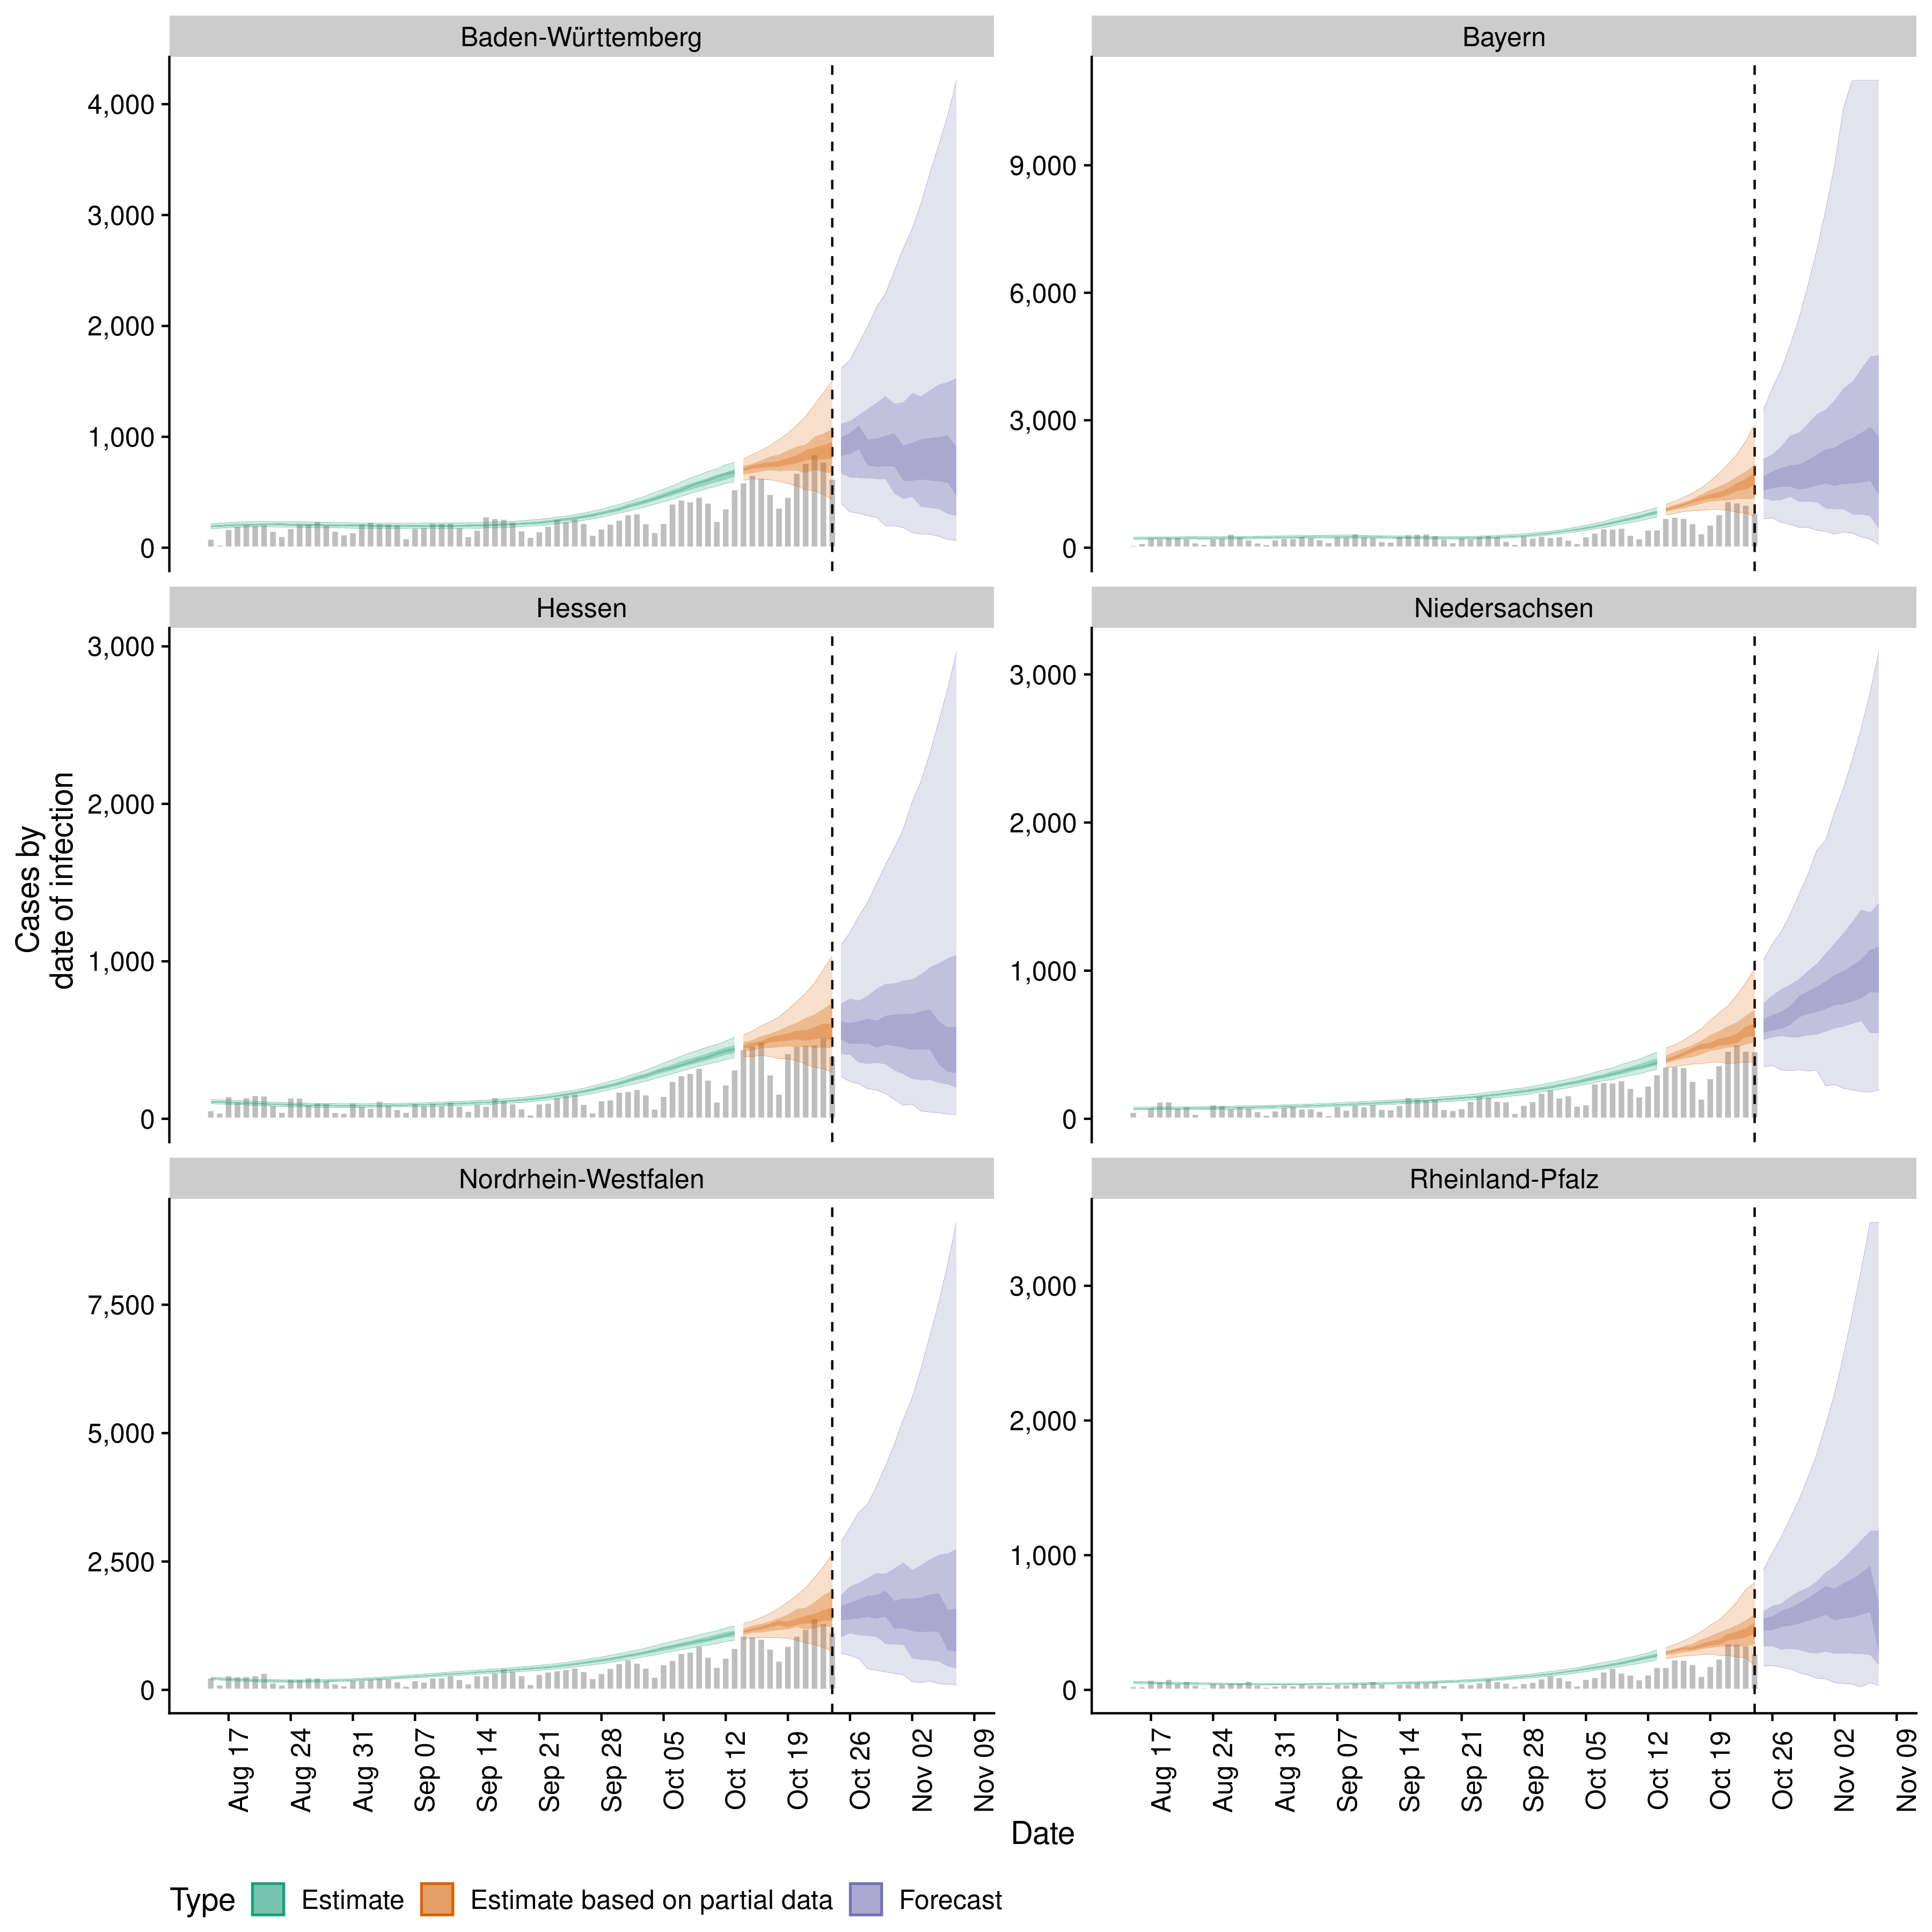 Baden-Württemberg
Bayern
4,000
3,000
2,000
1,000
0
9,000
6,000
3,000
0
Hessen
Niedersachsen
3,000
2,000
1,000
0
3,000
2,000
1,000
0
Cases by
date of infection
Nordrhein-Westfalen
Rheinland-Pfalz
7,500
5,000
2,500
0
3,000
2,000
1,000
0
Aug 17
Aug 24
Aug 31
Sep 07
Sep 14
Sep 21
Sep 28
Oct 05
Oct 12
Oct 19
Oct 26
Nov 02
Nov 09
Aug 17
Aug 24
Aug 31
Sep 07
Sep 14
Sep 21
Sep 28
Oct 05
Oct 12
Oct 19
Oct 26
Nov 02
Nov 09
Date
Type Estimate Estimate based on partial data Forecast